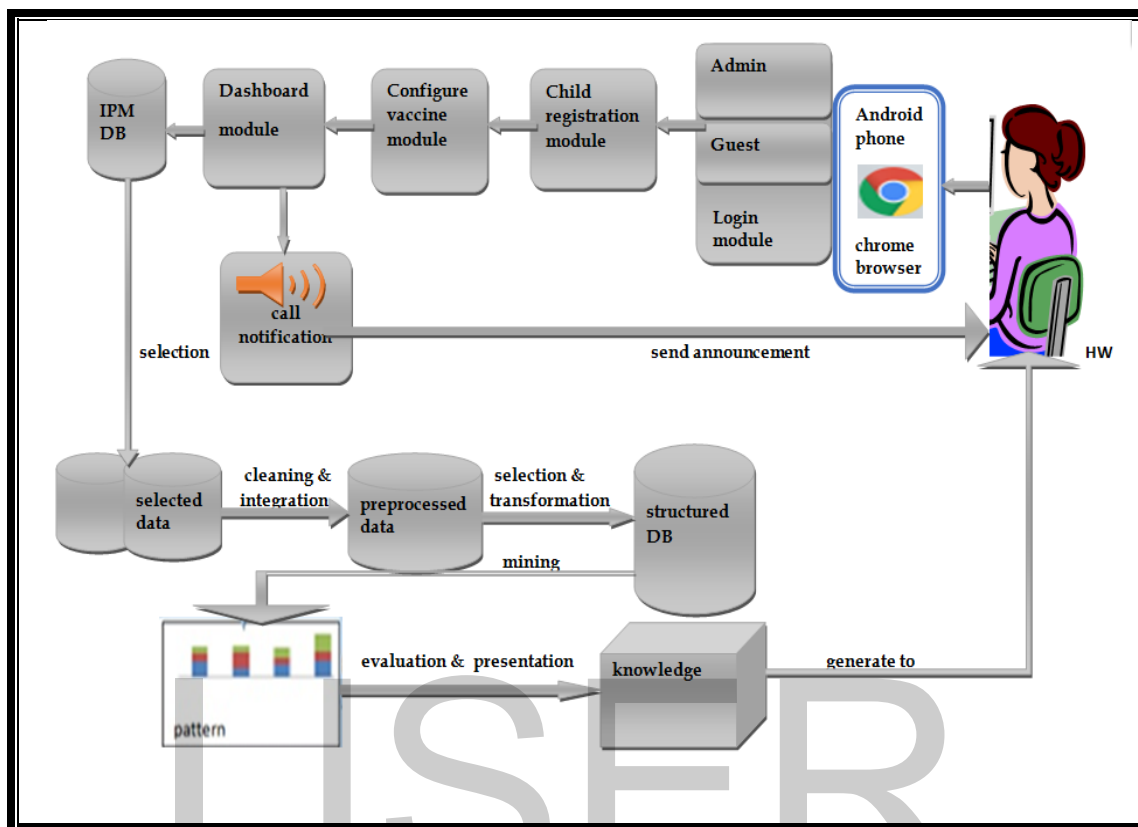 IPM
DB
Dashboard
module
Configure
vaccine
module
Child
registration
module
Admin
Guest
Login
module
Android
phone
chrome
browser
call
notification
selection
send announcement
HW
selected
data
cleaning &
integration
preprocessed
data
selection &
transformation
structured
DB
mining
pattern
evaluation & presentation
knowledge
generate to
IJSER